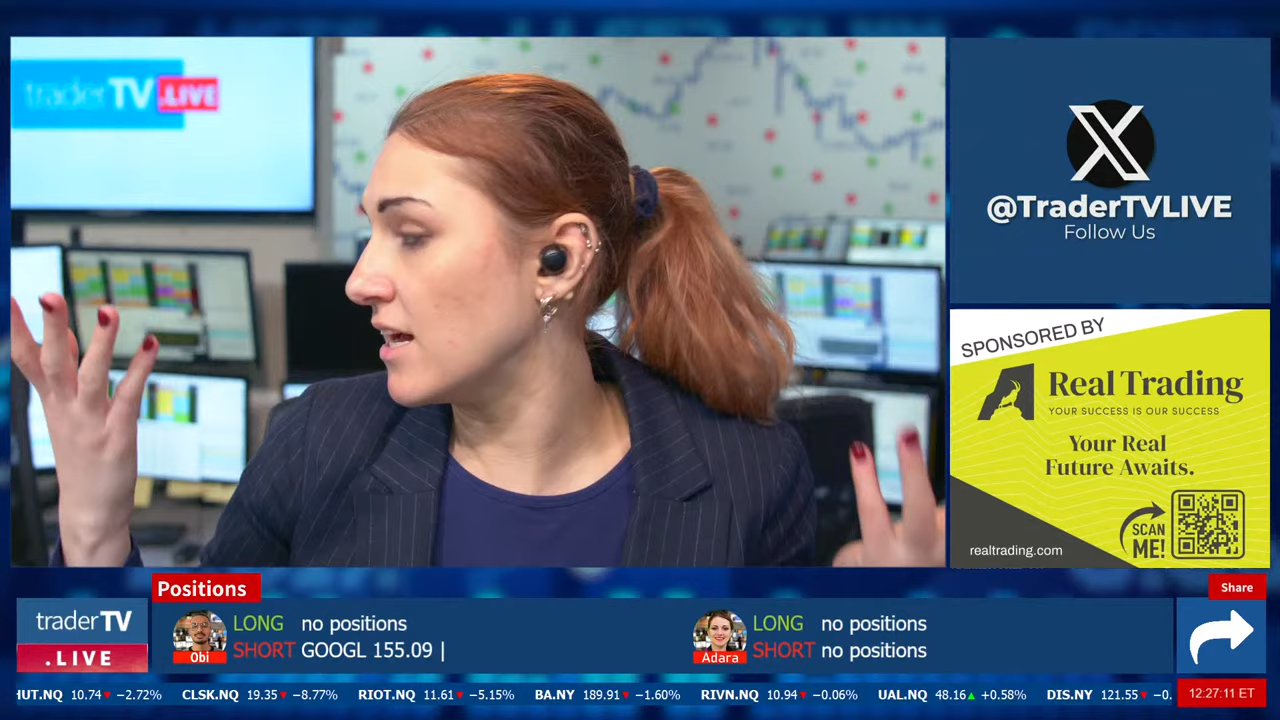 traderTV.LIVE
@TraderTVLIVE
Follow Us
SPONSORED BY
Real Trading
YOUR SUCCESS IS OUR SUCCESS
Your Real
Future Awaits.
SCAN
ME!
realtrading.com
Positions
Share
traderTV
.LIVE
Obi
LONG no positions
SHORT GOOGL 155.09 |
Adara
LONG no positions
SHORT no positions
HUT.NQ 10.74▼ −2.72% CLSK.NQ 19.35▼ −8.77% RIOT.NQ 11.61▼ −5.15% BA.NY 189.91▼ −1.60% RIVN.NQ 10.94▼ −0.06% UAL.NQ 48.16▲ +0.58% DIS.NY 121.55▼ −0.
12:27:11 ET